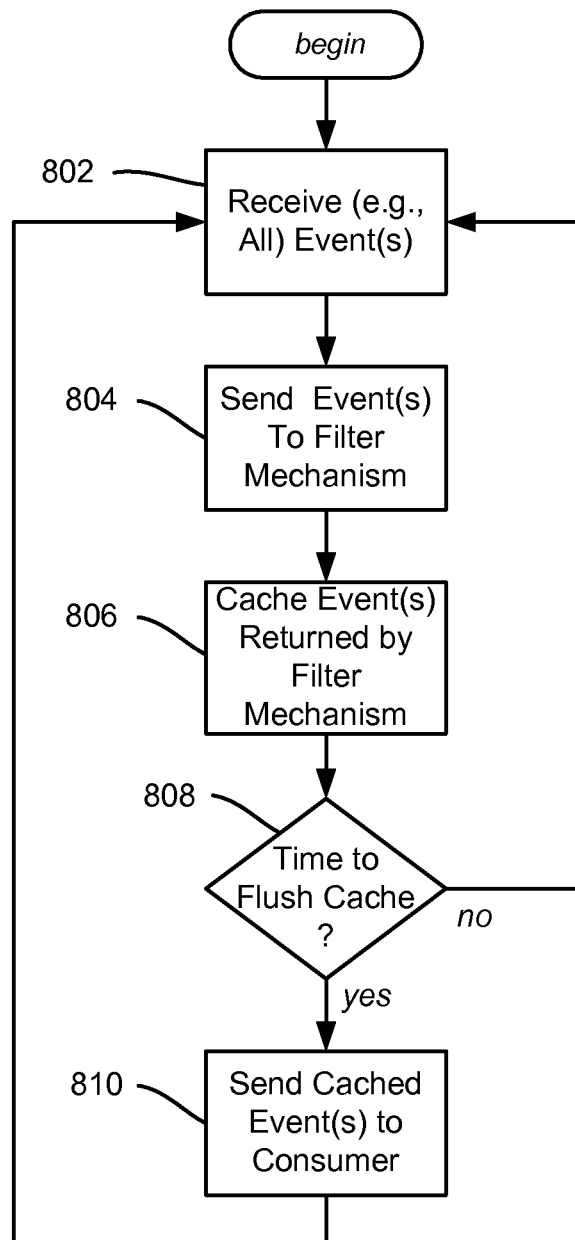 begin
802
Receive (e.g.,
All) Event(s)
804
Send Event(s)
To Filter
Mechanism
806
Cache Event(s)
Returned by
Filter
Mechanism
808
Time to
Flush Cache
?
no
yes
810
Send Cached
Event(s) to
Consumer